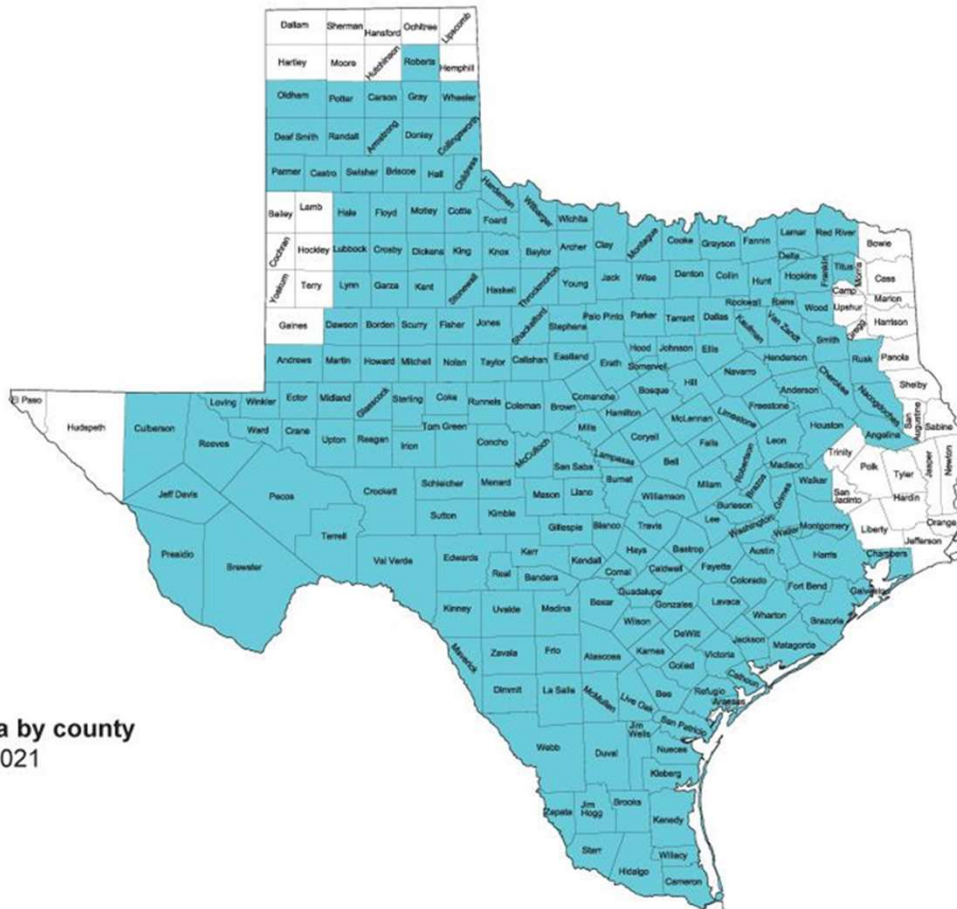 Dallam Sherman Hansford Ochiltree Lipscomb
Hartley Moore Hutchinson Roberts Hemphill
Oldham Potter Carson Gray Wheeler
Deaf Smith Randall Armstrong Donley Collingsworth
Parmer Castro Swisher Briscoe Hall Childress
Bailey Lamb Hale Floyd Motley Cottle Hardeman Foard Wilbarger Wichita
Cochran Hockley Lubbock Crosby Dickens King Knox Baylor Archer Clay Montague Cooke Grayson Fannin Lamar Red River Bowie
Delta Franklin Titus Morris Cass
Yoakum Terry Lynn Garza Kent Stonewall Haskell Throckmorton Young Jack Wise Denton Collin Hunt Hopkins Camp Marion
Gaines Dawson Borden Scurry Fisher Jones Shackelford Stephens Palo Pinto Parker Tarrant Dallas Rockwall Kaufman Rains Van Zandt Wood Upshur Gregg Harrison
Andrews Martin Howard Mitchell Nolan Taylor Callahan Eastland Erath Hood Somervell Johnson Ellis Henderson Smith Rusk Panola
El Paso Hudspeth Culberson Reeves Loving Winkler Ector Midland Glasscock Sterling Coke Runnels Coleman Brown Comanche Hamilton Bosque Hill Navarro Freestone Anderson Cherokee Nacogdoches Shelby
Ward Crane Upton Reagan Irion Tom Green Concho McCulloch Mills Lampasas Coryell McLennan Limestone Falls Leon Houston Angelina San Augustine Sabine
Jeff Davis Pecos Crockett Schleicher Menard San Saba Burnet Bell Milam Robertson Brazos Madison Grimes Walker Trinity Polk Tyler Jasper Newton
San Jacinto Hardin
Sutton Kimble Mason Llano Williamson Burleson Lee Washington Waller Montgomery Liberty Orange
Presidio Brewster Terrell Val Verde Edwards Kerr Gillespie Blanco Travis Hays Bastrop Fayette Austin Harris Chambers Jefferson
Real Bandera Kendall Comal Caldwell Colorado Fort Bend Galveston
Kinney Uvalde Medina Bexar Guadalupe Wilson Gonzales Lavaca Wharton Brazoria
Maverick Zavala Frio Atascosa Karnes DeWitt Goliad Victoria Jackson Matagorda
Dimmit La Salle McMullen Live Oak Bee Refugio Calhoun Aransas
Webb Duval Jim Wells San Patricio Nueces
Kleberg
Zapata Jim Hogg Brooks Kenedy
Starr Hidalgo Willacy
Cameron
a by county
021